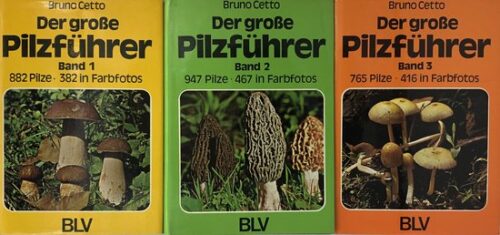 Bruno Cetto
Der große
Pilzführer
Band 1
882 Pilze · 382 in Farbfotos
BLV
Bruno Cetto
Der große
Pilzführer
Band 2
947 Pilze · 467 in Farbfotos
BLV
Bruno Cetto
Der große
Pilzführer
Band 3
765 Pilze · 416 in Farbfotos
BLV